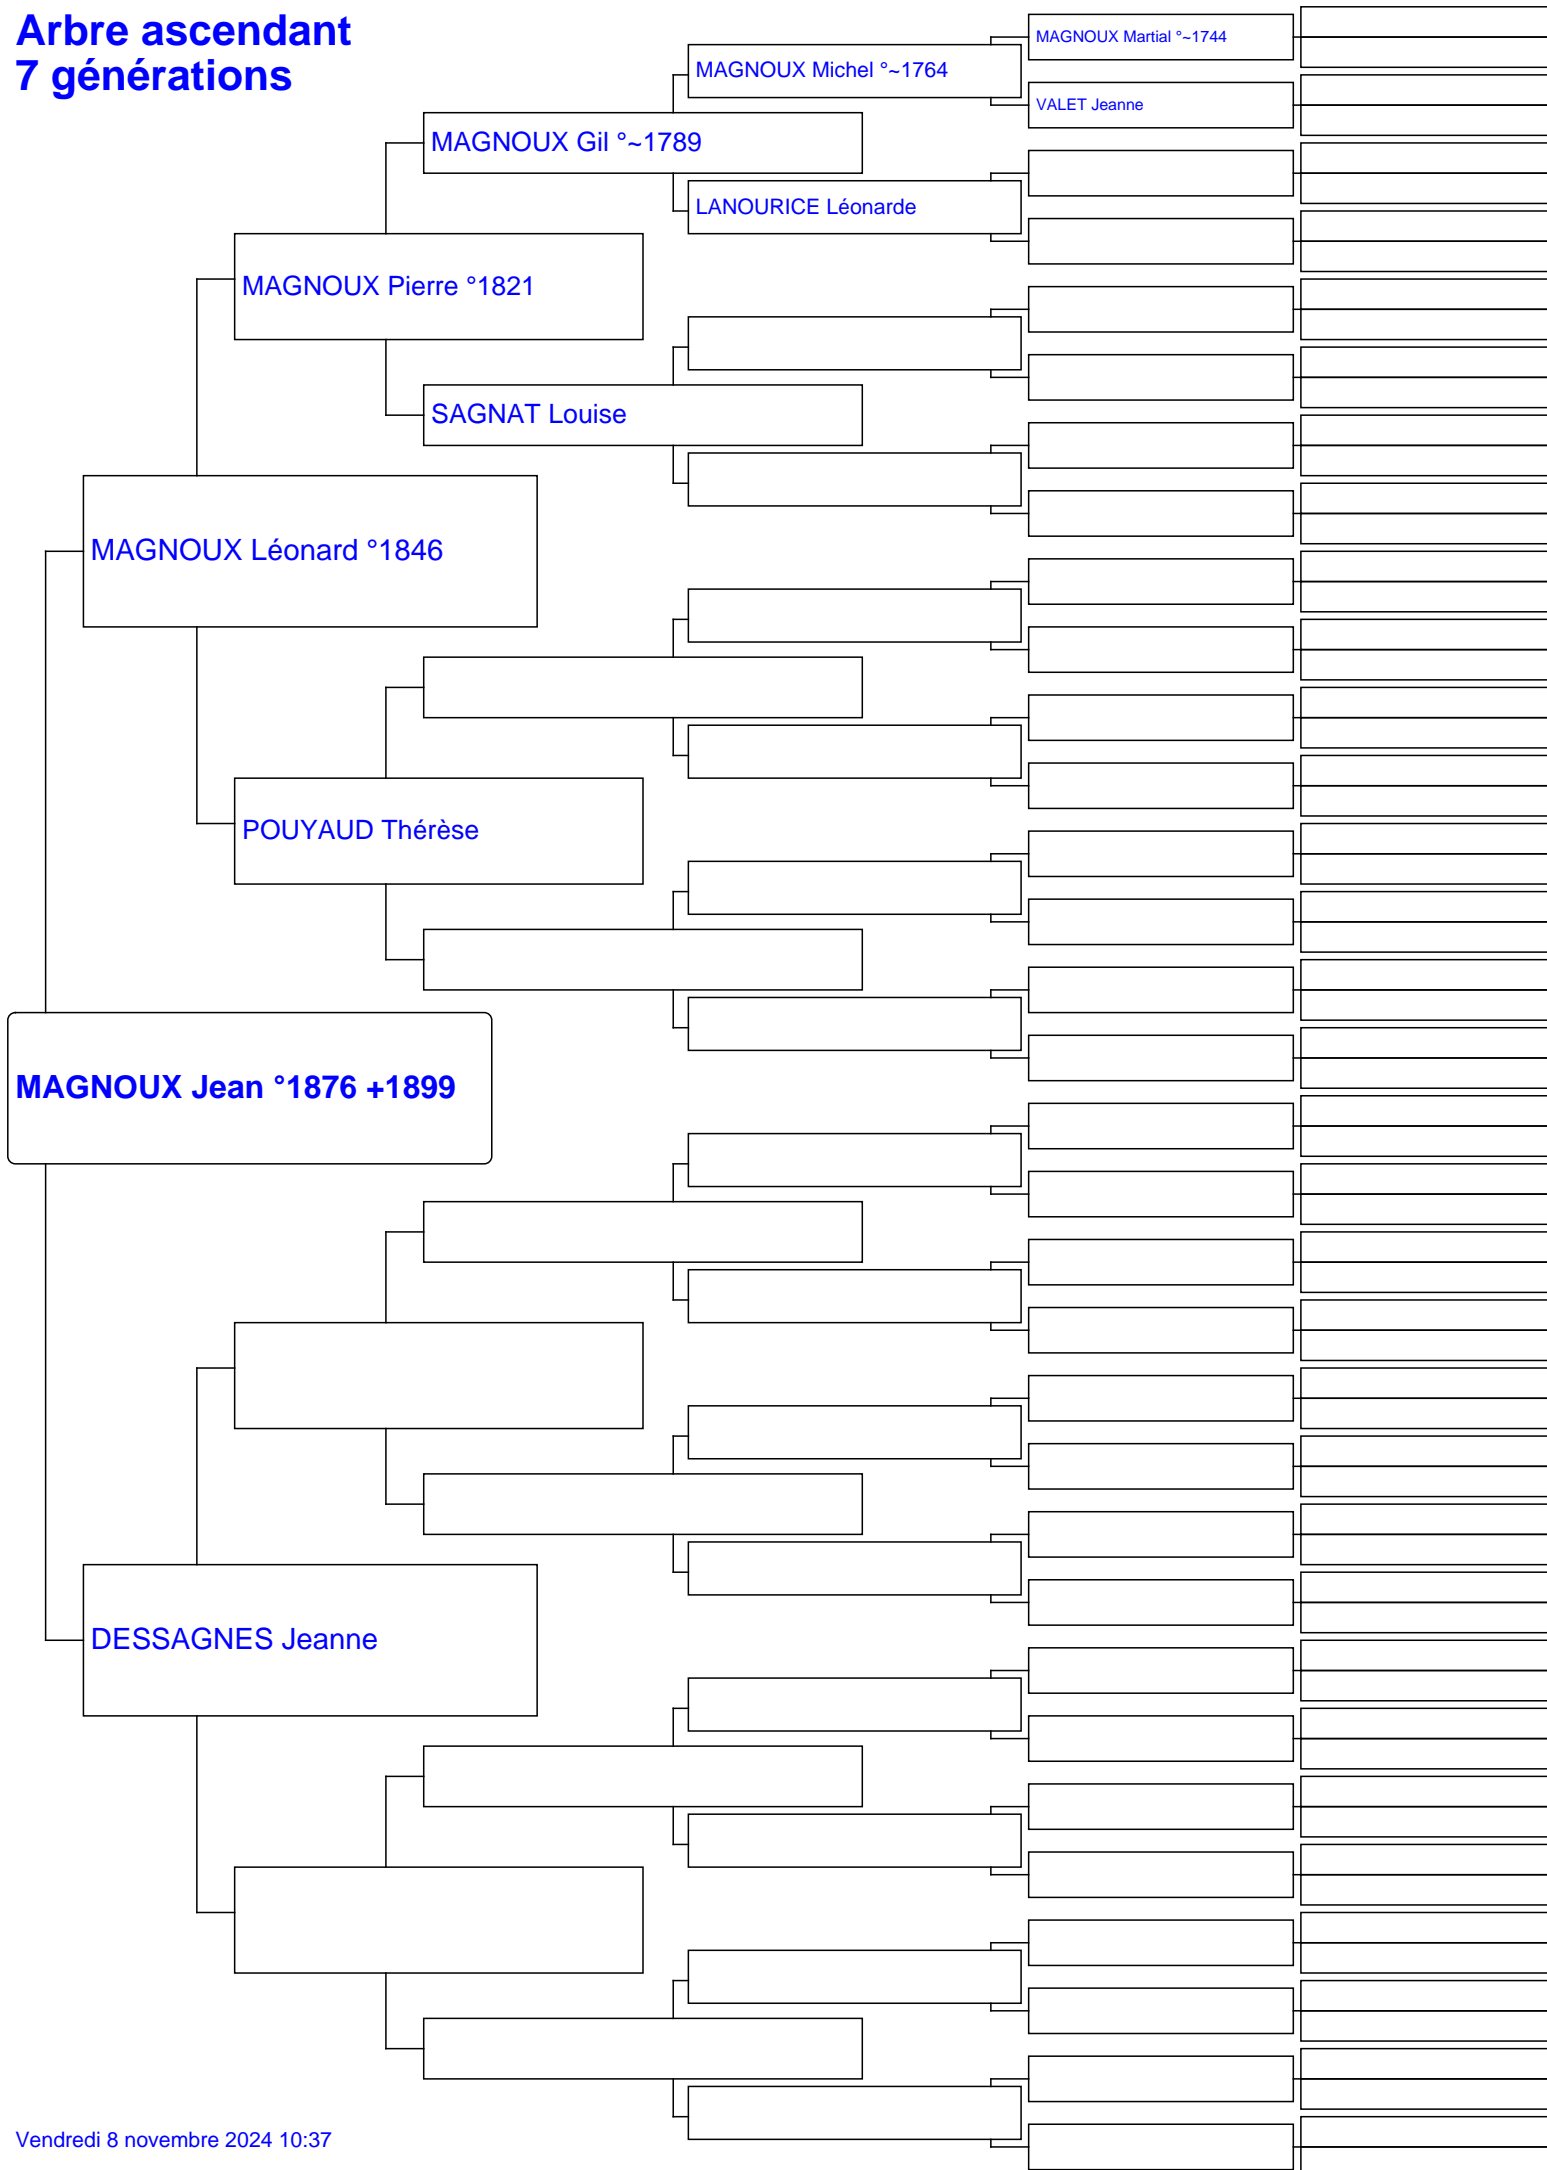 Arbre ascendant
7 générations
MAGNOUX Martial °~1744
MAGNOUX Michel °~1764
VALET Jeanne
MAGNOUX Gil °~1789
LANOURICE Léonarde
MAGNOUX Pierre °1821
SAGNAT Louise
MAGNOUX Léonard °1846
POUYAUD Thérèse
MAGNOUX Jean °1876 +1899
DESSAGNES Jeanne
Vendredi 8 novembre 2024 10:37